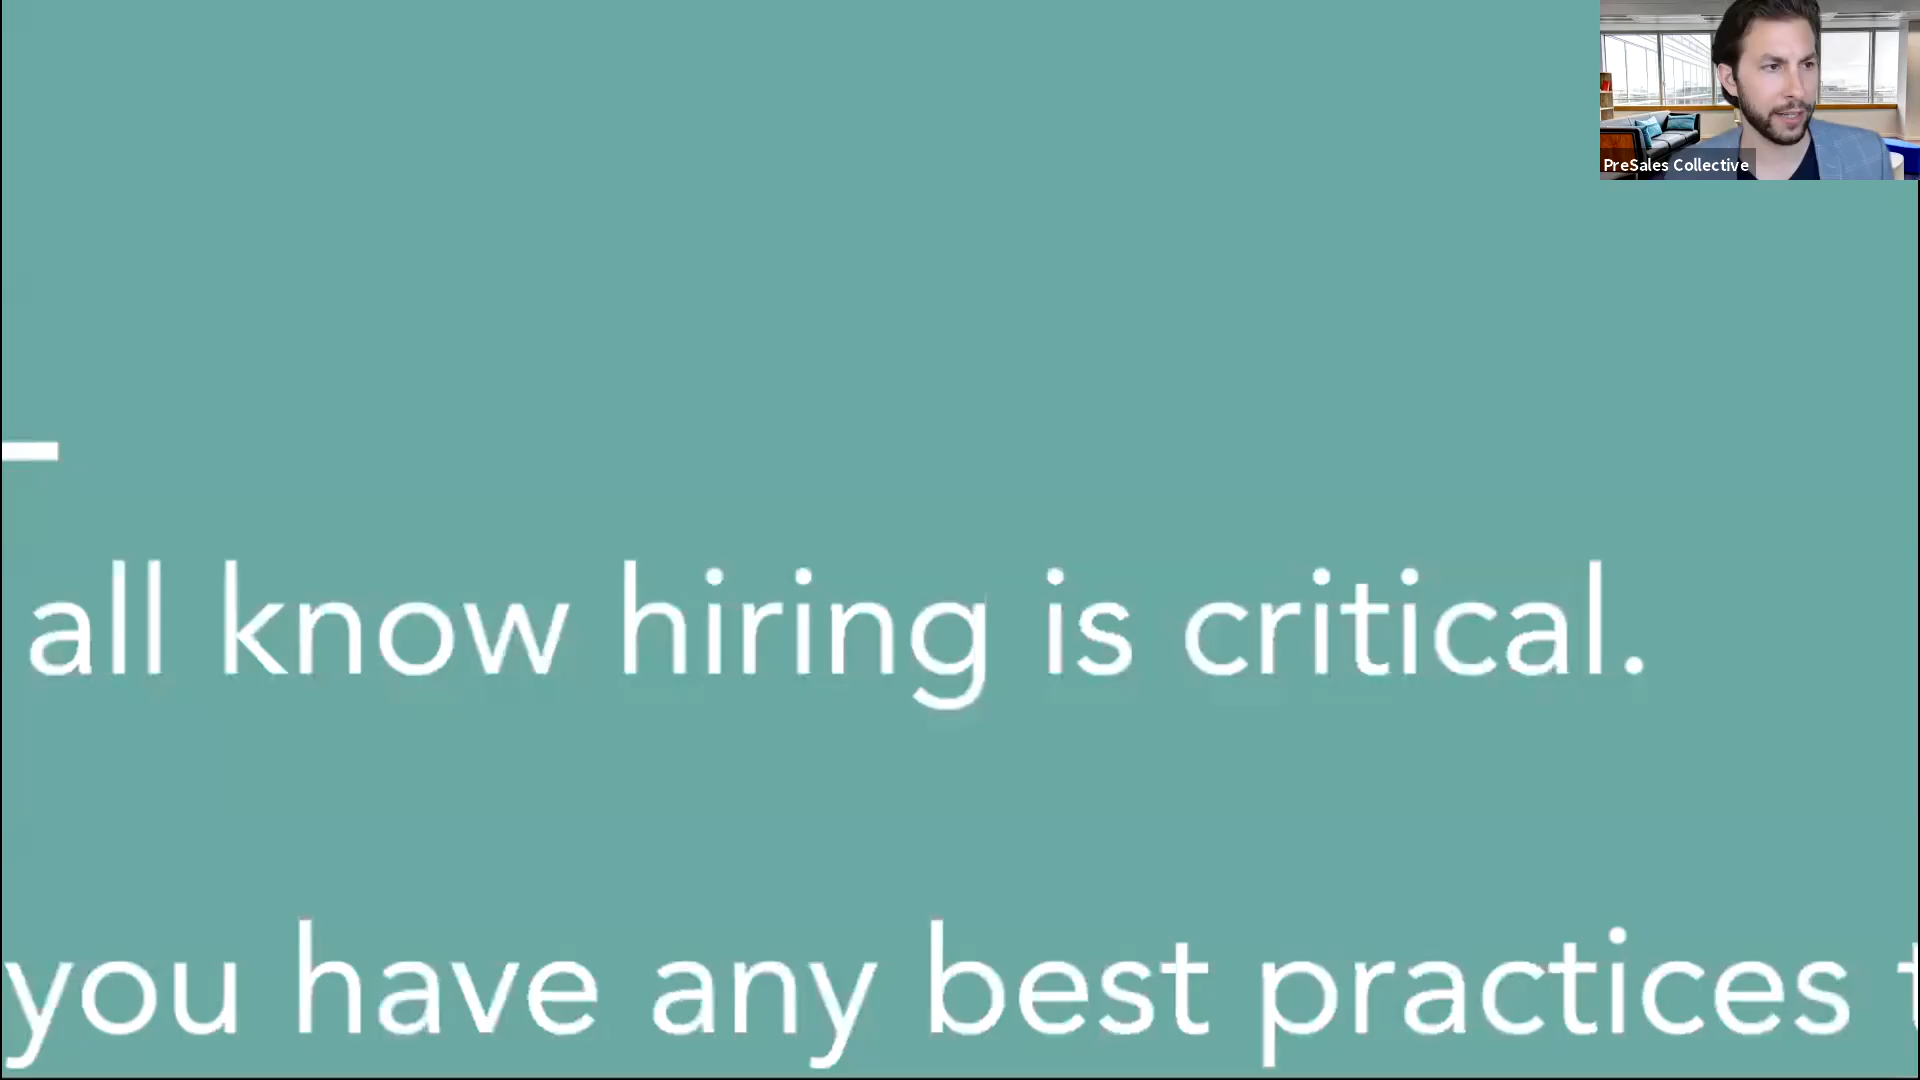 PreSales Collective
all know hiring is critical.
you have any best practices